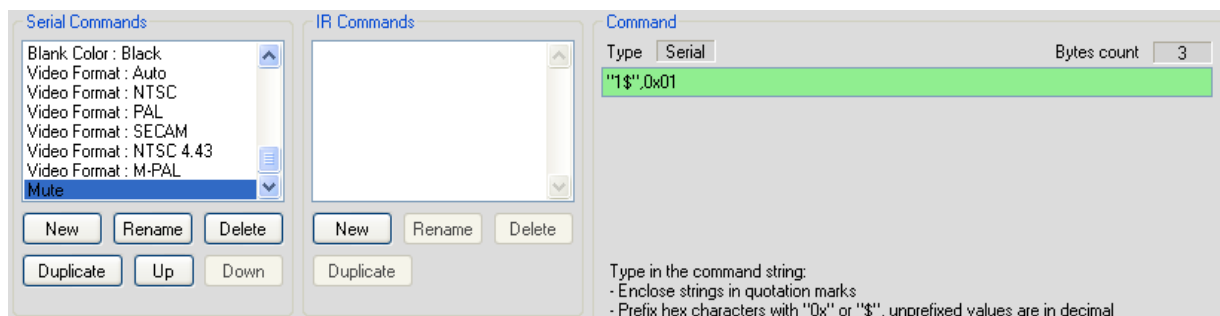 Serial Commands
Blank Color : Black
Video Format : Auto
Video Format : NTSC
Video Format : PAL
Video Format : SECAM
Video Format : NTSC 4.43
Video Format : M-PAL
Mute
New Rename Delete
Duplicate Up Down
IR Commands
New Rename Delete
Duplicate
Command
Type Serial Bytes count 3
"1$",0x01
Type in the command string:
- Enclose strings in quotation marks
- Prefix hex characters with "0x" or "$", unprefixed values are in decimal